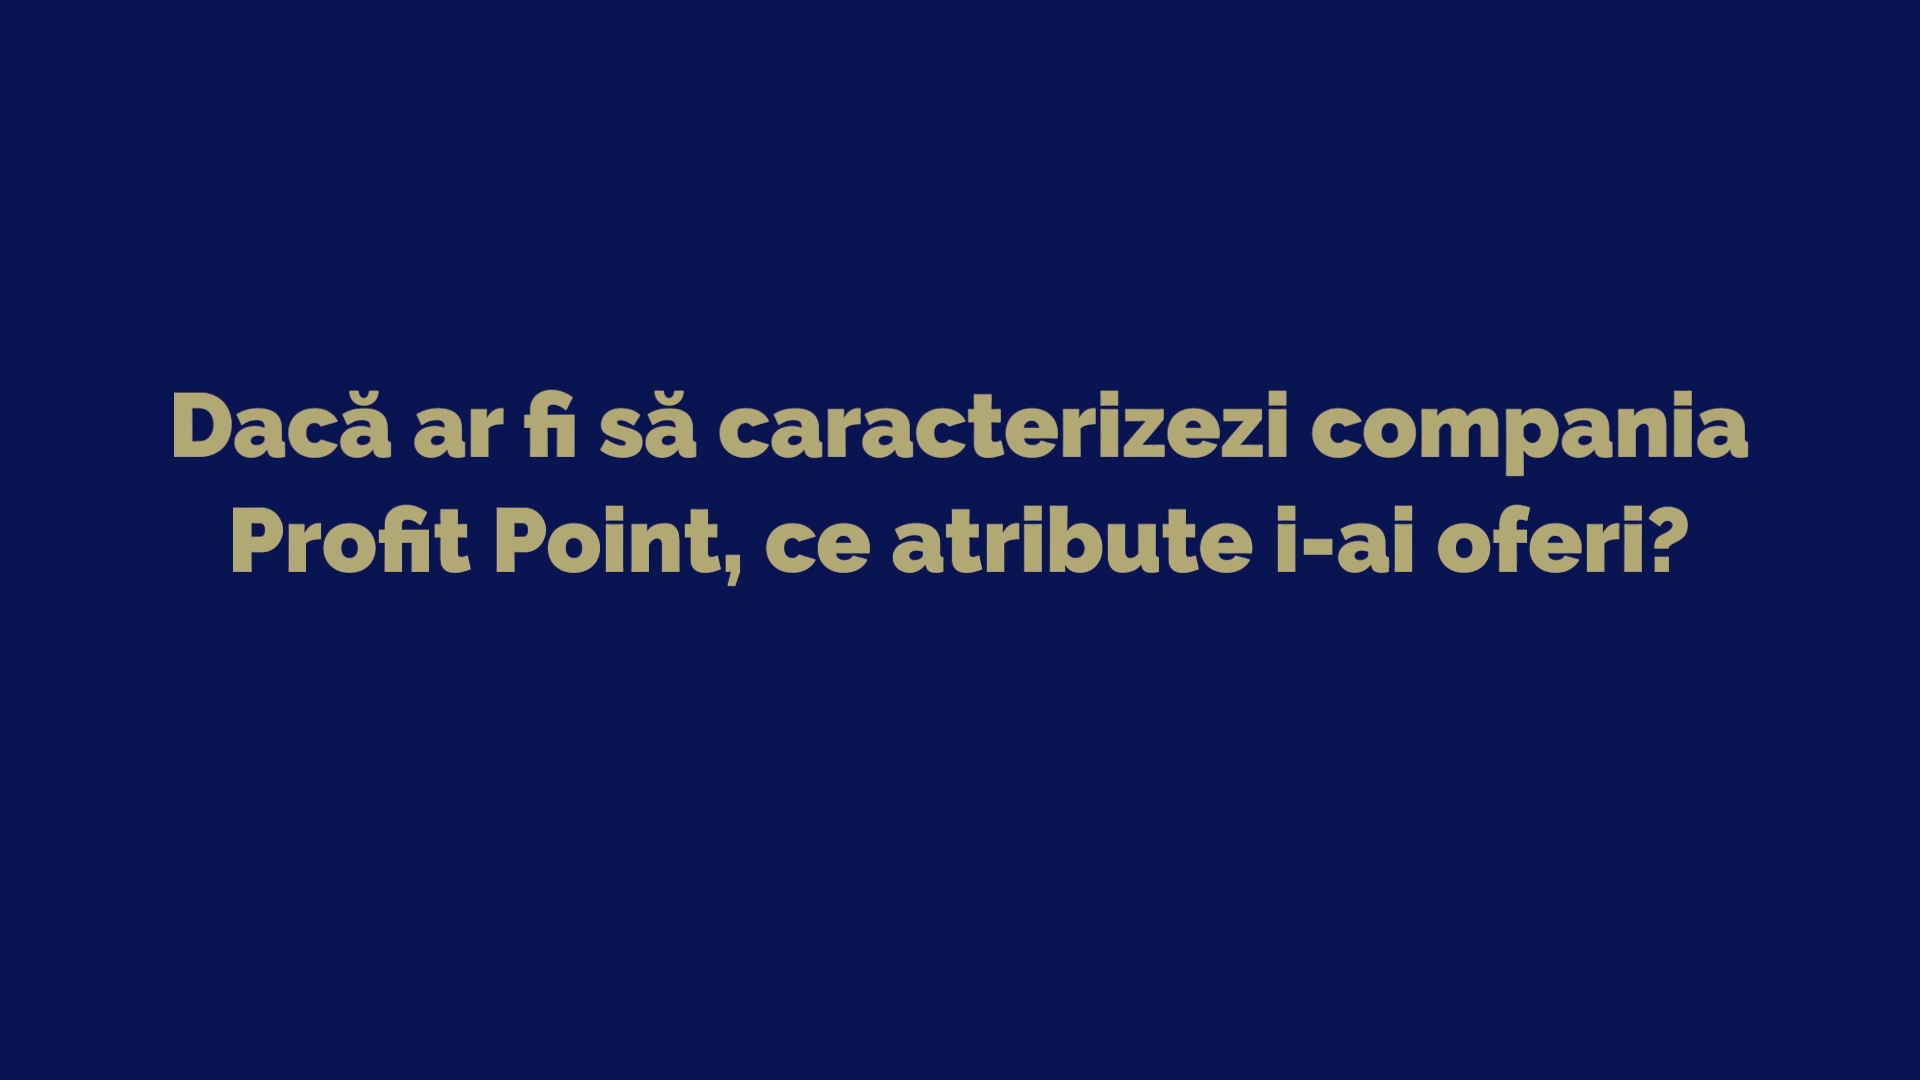 Dacă ar fi să caracterizezi compania
Profit Point, ce atribute i-ai oferi?